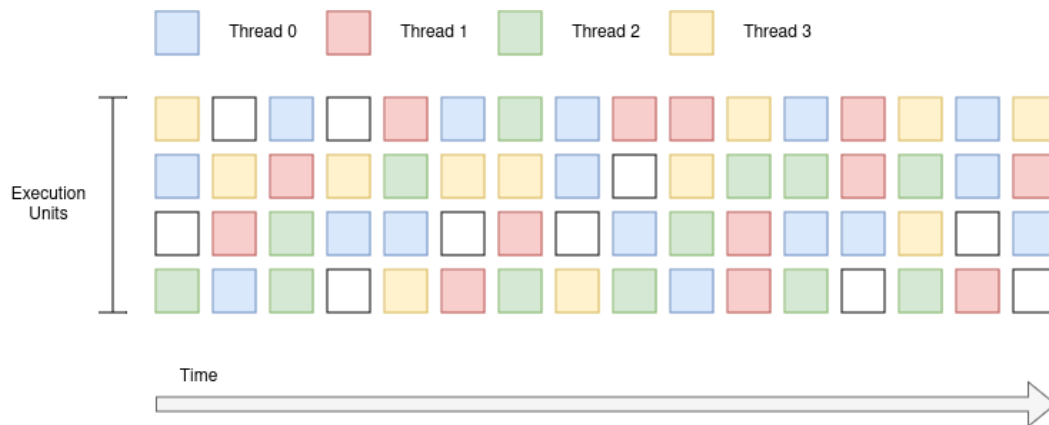 Thread 0
Thread 1
Thread 2
Thread 3
Execution
Units
Time